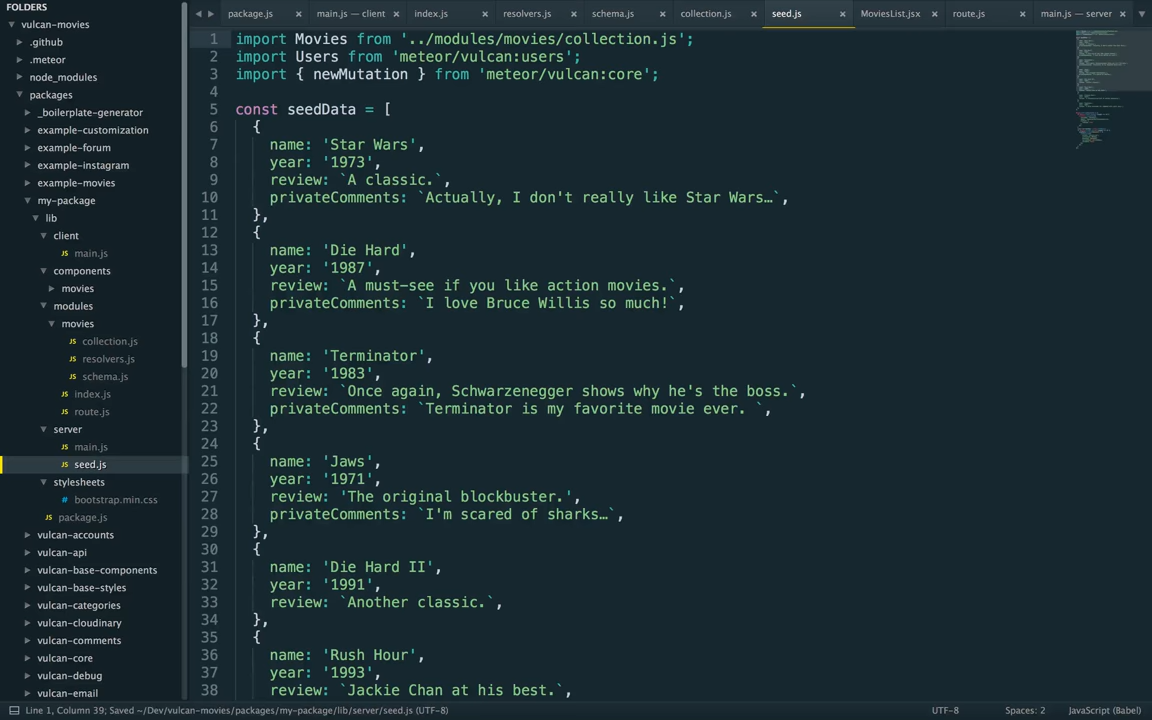 FOLDERS
vulcan-movies
.github
.meteor
node_modules
packages
_boilerplate-generator
example-customization
example-forum
example-instagram
example-movies
my-package
lib
client
JS main.js
components
movies
modules
movies
JS collection.js
JS resolvers.js
JS schema.js
JS index.js
JS route.js
server
JS main.js
JS seed.js
stylesheets
# bootstrap.min.css
JS package.js
vulcan-accounts
vulcan-api
vulcan-base-components
vulcan-base-styles
vulcan-categories
vulcan-cloudinary
vulcan-comments
vulcan-core
vulcan-debug
vulcan-email
package.js × main.js — client × index.js × resolvers.js × schema.js × collection.js × seed.js × MoviesList.jsx × route.js × main.js — server ×
1 import Movies from '../modules/movies/collection.js';
2 import Users from 'meteor/vulcan:users';
3 import { newMutation } from 'meteor/vulcan:core';
4
5 const seedData = [
6 {
7 name: 'Star Wars',
8 year: '1973',
9 review: `A classic.`,
10 privateComments: `Actually, I don't really like Star Wars…`,
11 },
12 {
13 name: 'Die Hard',
14 year: '1987',
15 review: `A must-see if you like action movies.`,
16 privateComments: `I love Bruce Willis so much!`,
17 },
18 {
19 name: 'Terminator',
20 year: '1983',
21 review: `Once again, Schwarzenegger shows why he's the boss.`,
22 privateComments: `Terminator is my favorite movie ever. `,
23 },
24 {
25 name: 'Jaws',
26 year: '1971',
27 review: 'The original blockbuster.',
28 privateComments: `I'm scared of sharks…`,
29 },
30 {
31 name: 'Die Hard II',
32 year: '1991',
33 review: `Another classic.`,
34 },
35 {
36 name: 'Rush Hour',
37 year: '1993',
38 review: `Jackie Chan at his best.`,
Line 1, Column 39; Saved ~/Dev/vulcan-movies/packages/my-package/lib/server/seed.js (UTF-8) UTF-8 Spaces: 2 JavaScript (Babel)